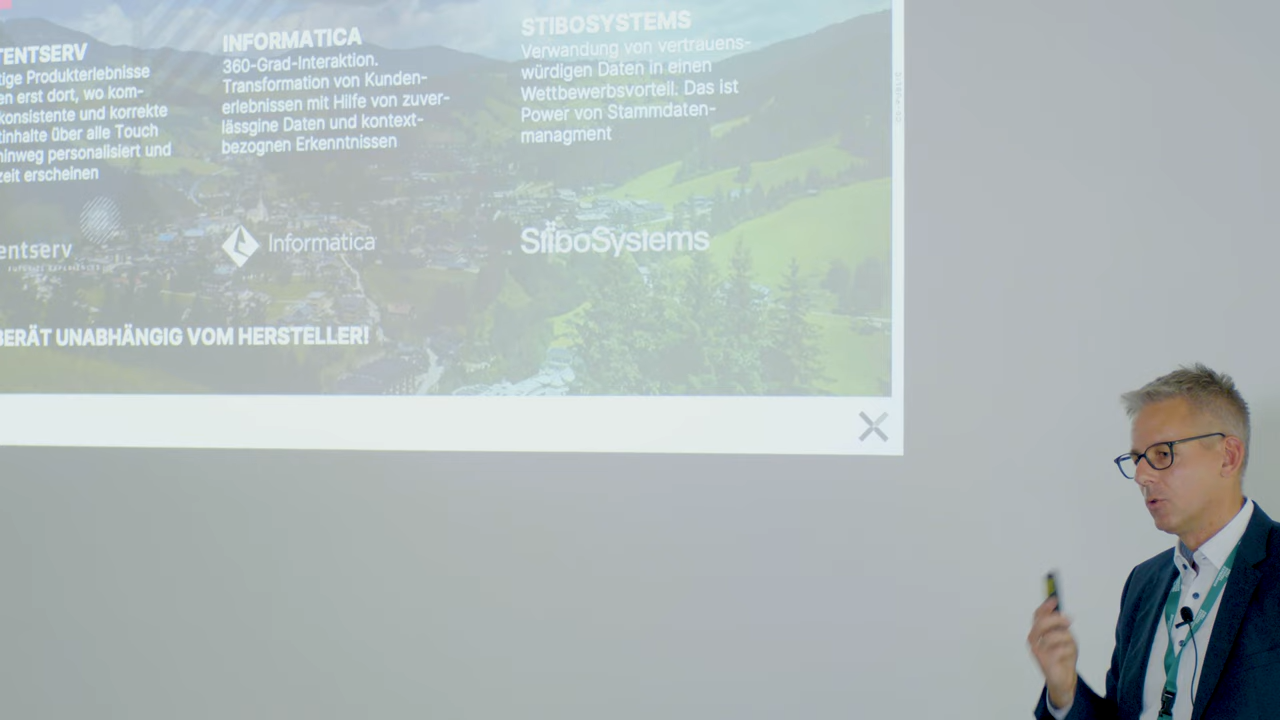 TENTSERV
tige Produkterlebnisse
en erst dort, wo kom-
konsistente und korrekte
tinhalte über alle Touch
hinweg personalisiert und
zeit erscheinen
entserv
INFORMATICA
360-Grad-Interaktion.
Transformation von Kunden-
erlebnissen mit Hilfe von zuver-
lässgine Daten und kontext-
bezognen Erkenntnissen
Informatica
STIBOSYSTEMS
Verwandung von vertrauens-
würdigen Daten in einen
Wettbewerbsvorteil. Das ist
Power von Stammdaten-
managment
StiboSystems
BERÄT UNABHÄNGIG VOM HERSTELLER!